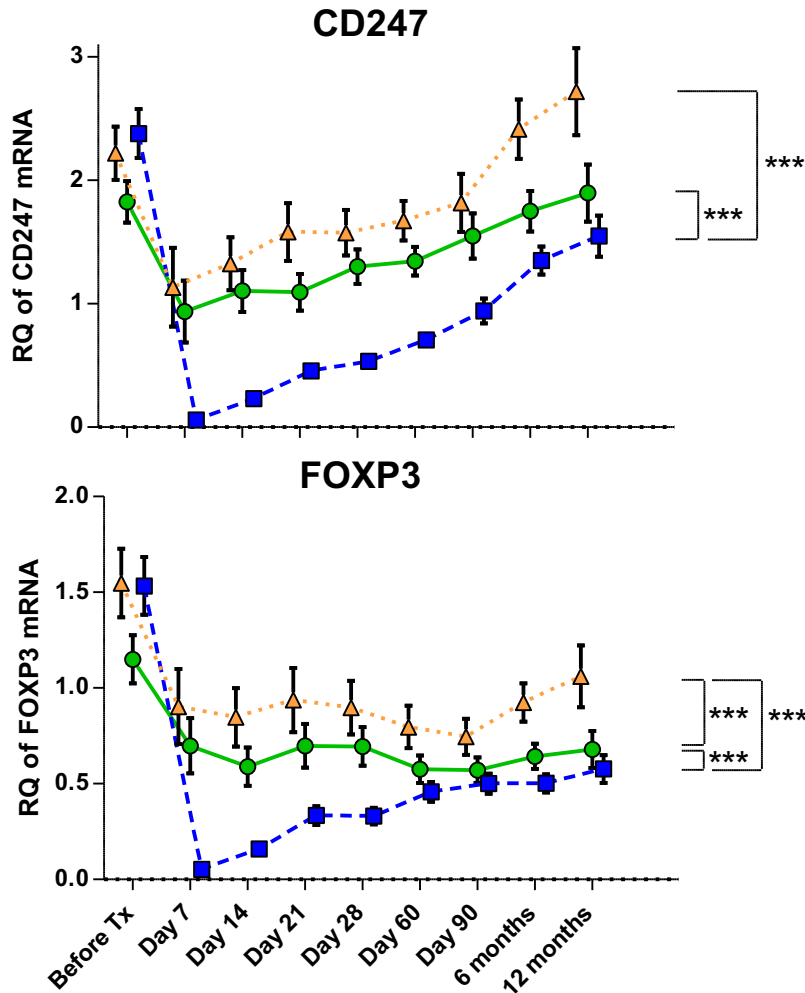 CD247
RQ of CD247 mRNA
3
2
1
0
***
***
FOXP3
RQ of FOXP3 mRNA
2.0
1.5
1.0
0.5
0.0
***
***
***
Before Tx
Day 7
Day 14
Day 21
Day 28
Day 60
Day 90
6 months
12 months